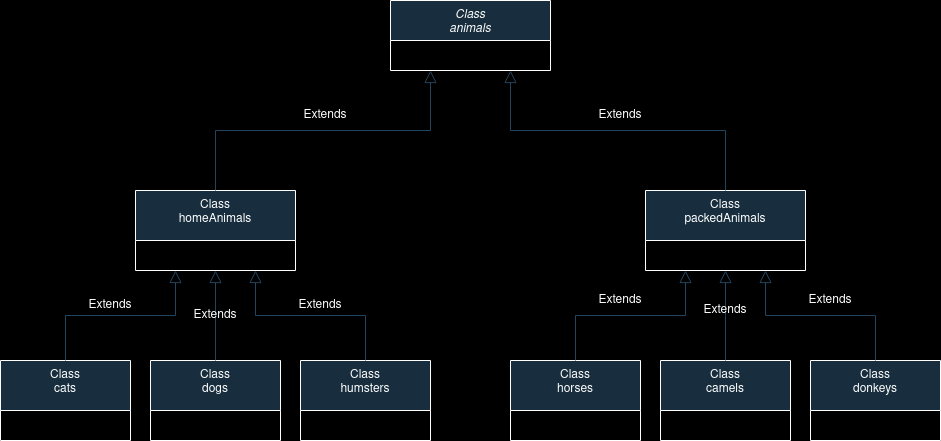 Class
animals
Extends
Extends
Class
homeAnimals
Class
packedAnimals
Extends
Extends
Extends
Extends
Extends
Extends
Class
cats
Class
dogs
Class
humsters
Class
horses
Class
camels
Class
donkeys